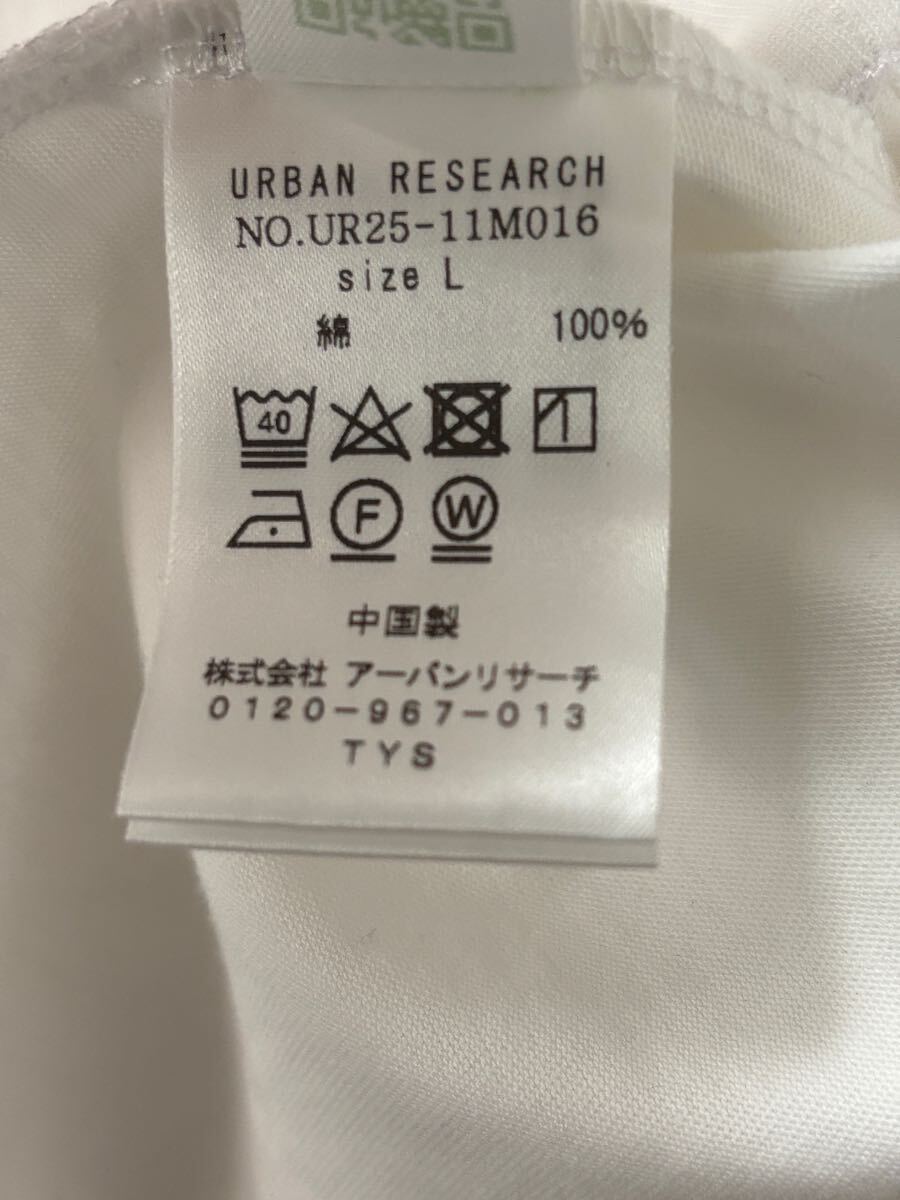 URBAN RESEARCH
NO.UR25-11M016
size L
綿 100%
40
F W
中国製
株式会社 アーバンリサーチ
0120-967-013
TYS